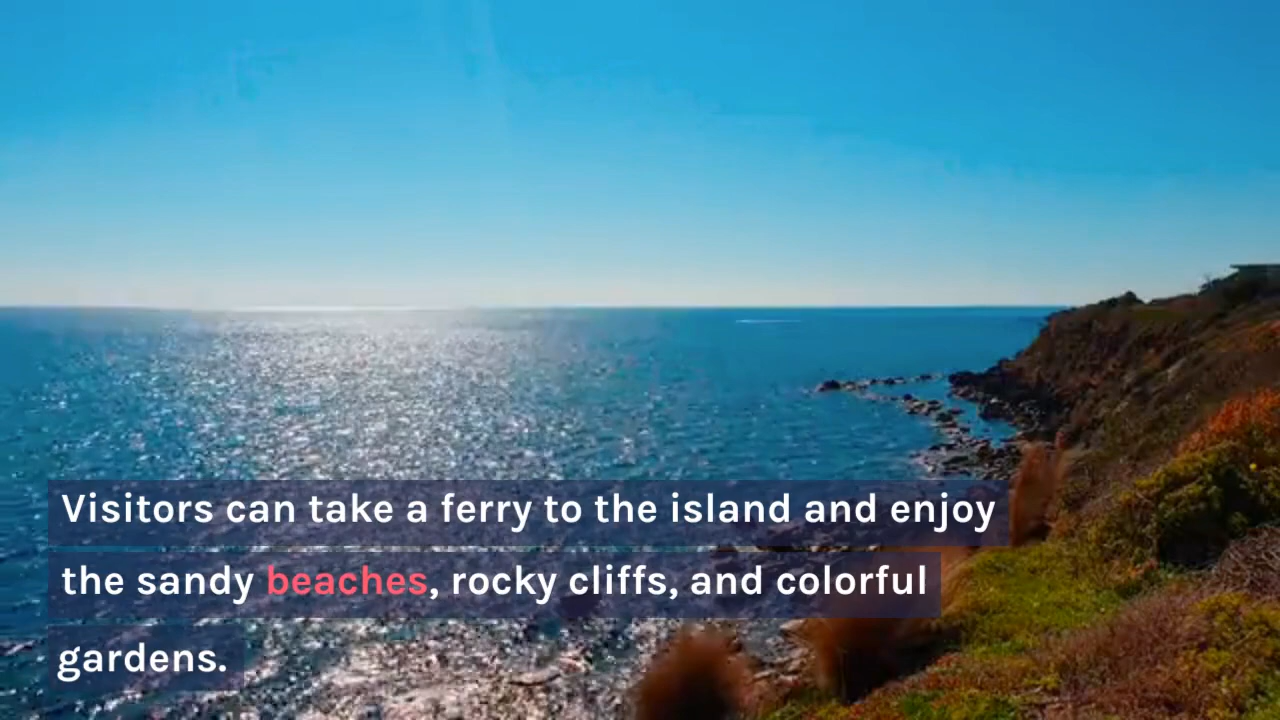 Visitors can take a ferry to the island and enjoy
the sandy beaches, rocky cliffs, and colorful
gardens.